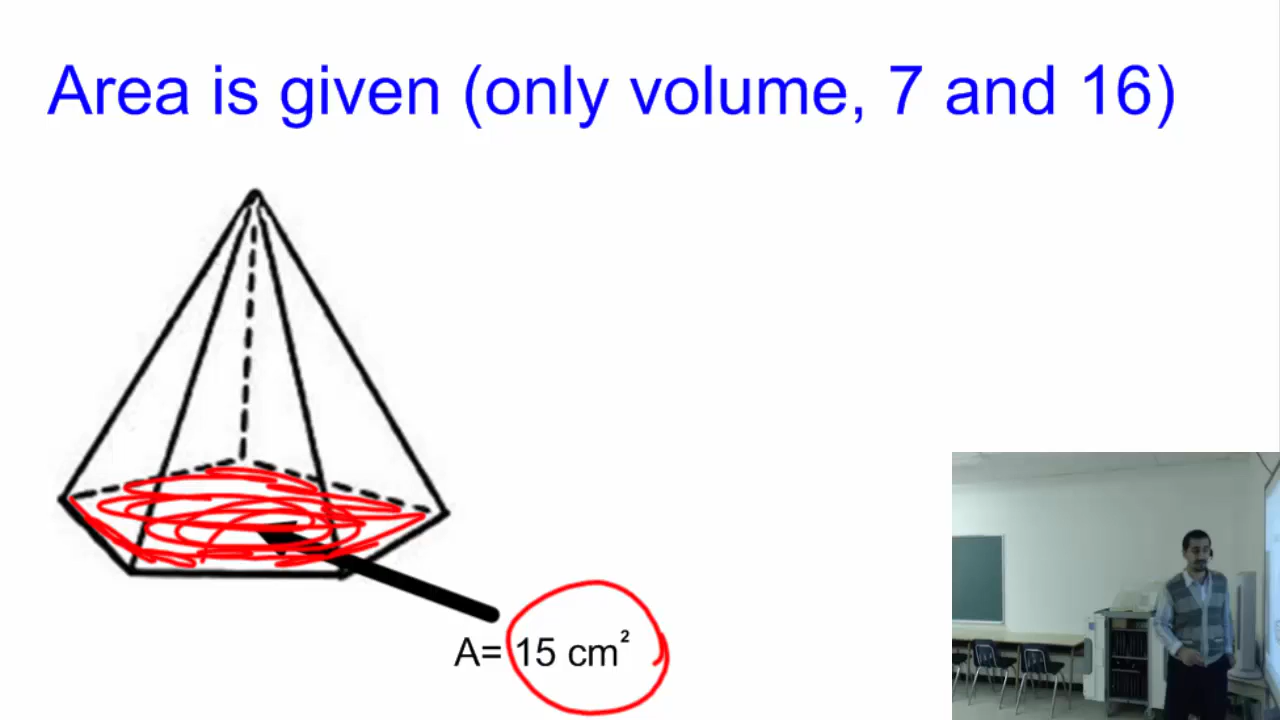 Area is given (only volume, 7 and 16)
A= 15 cm²